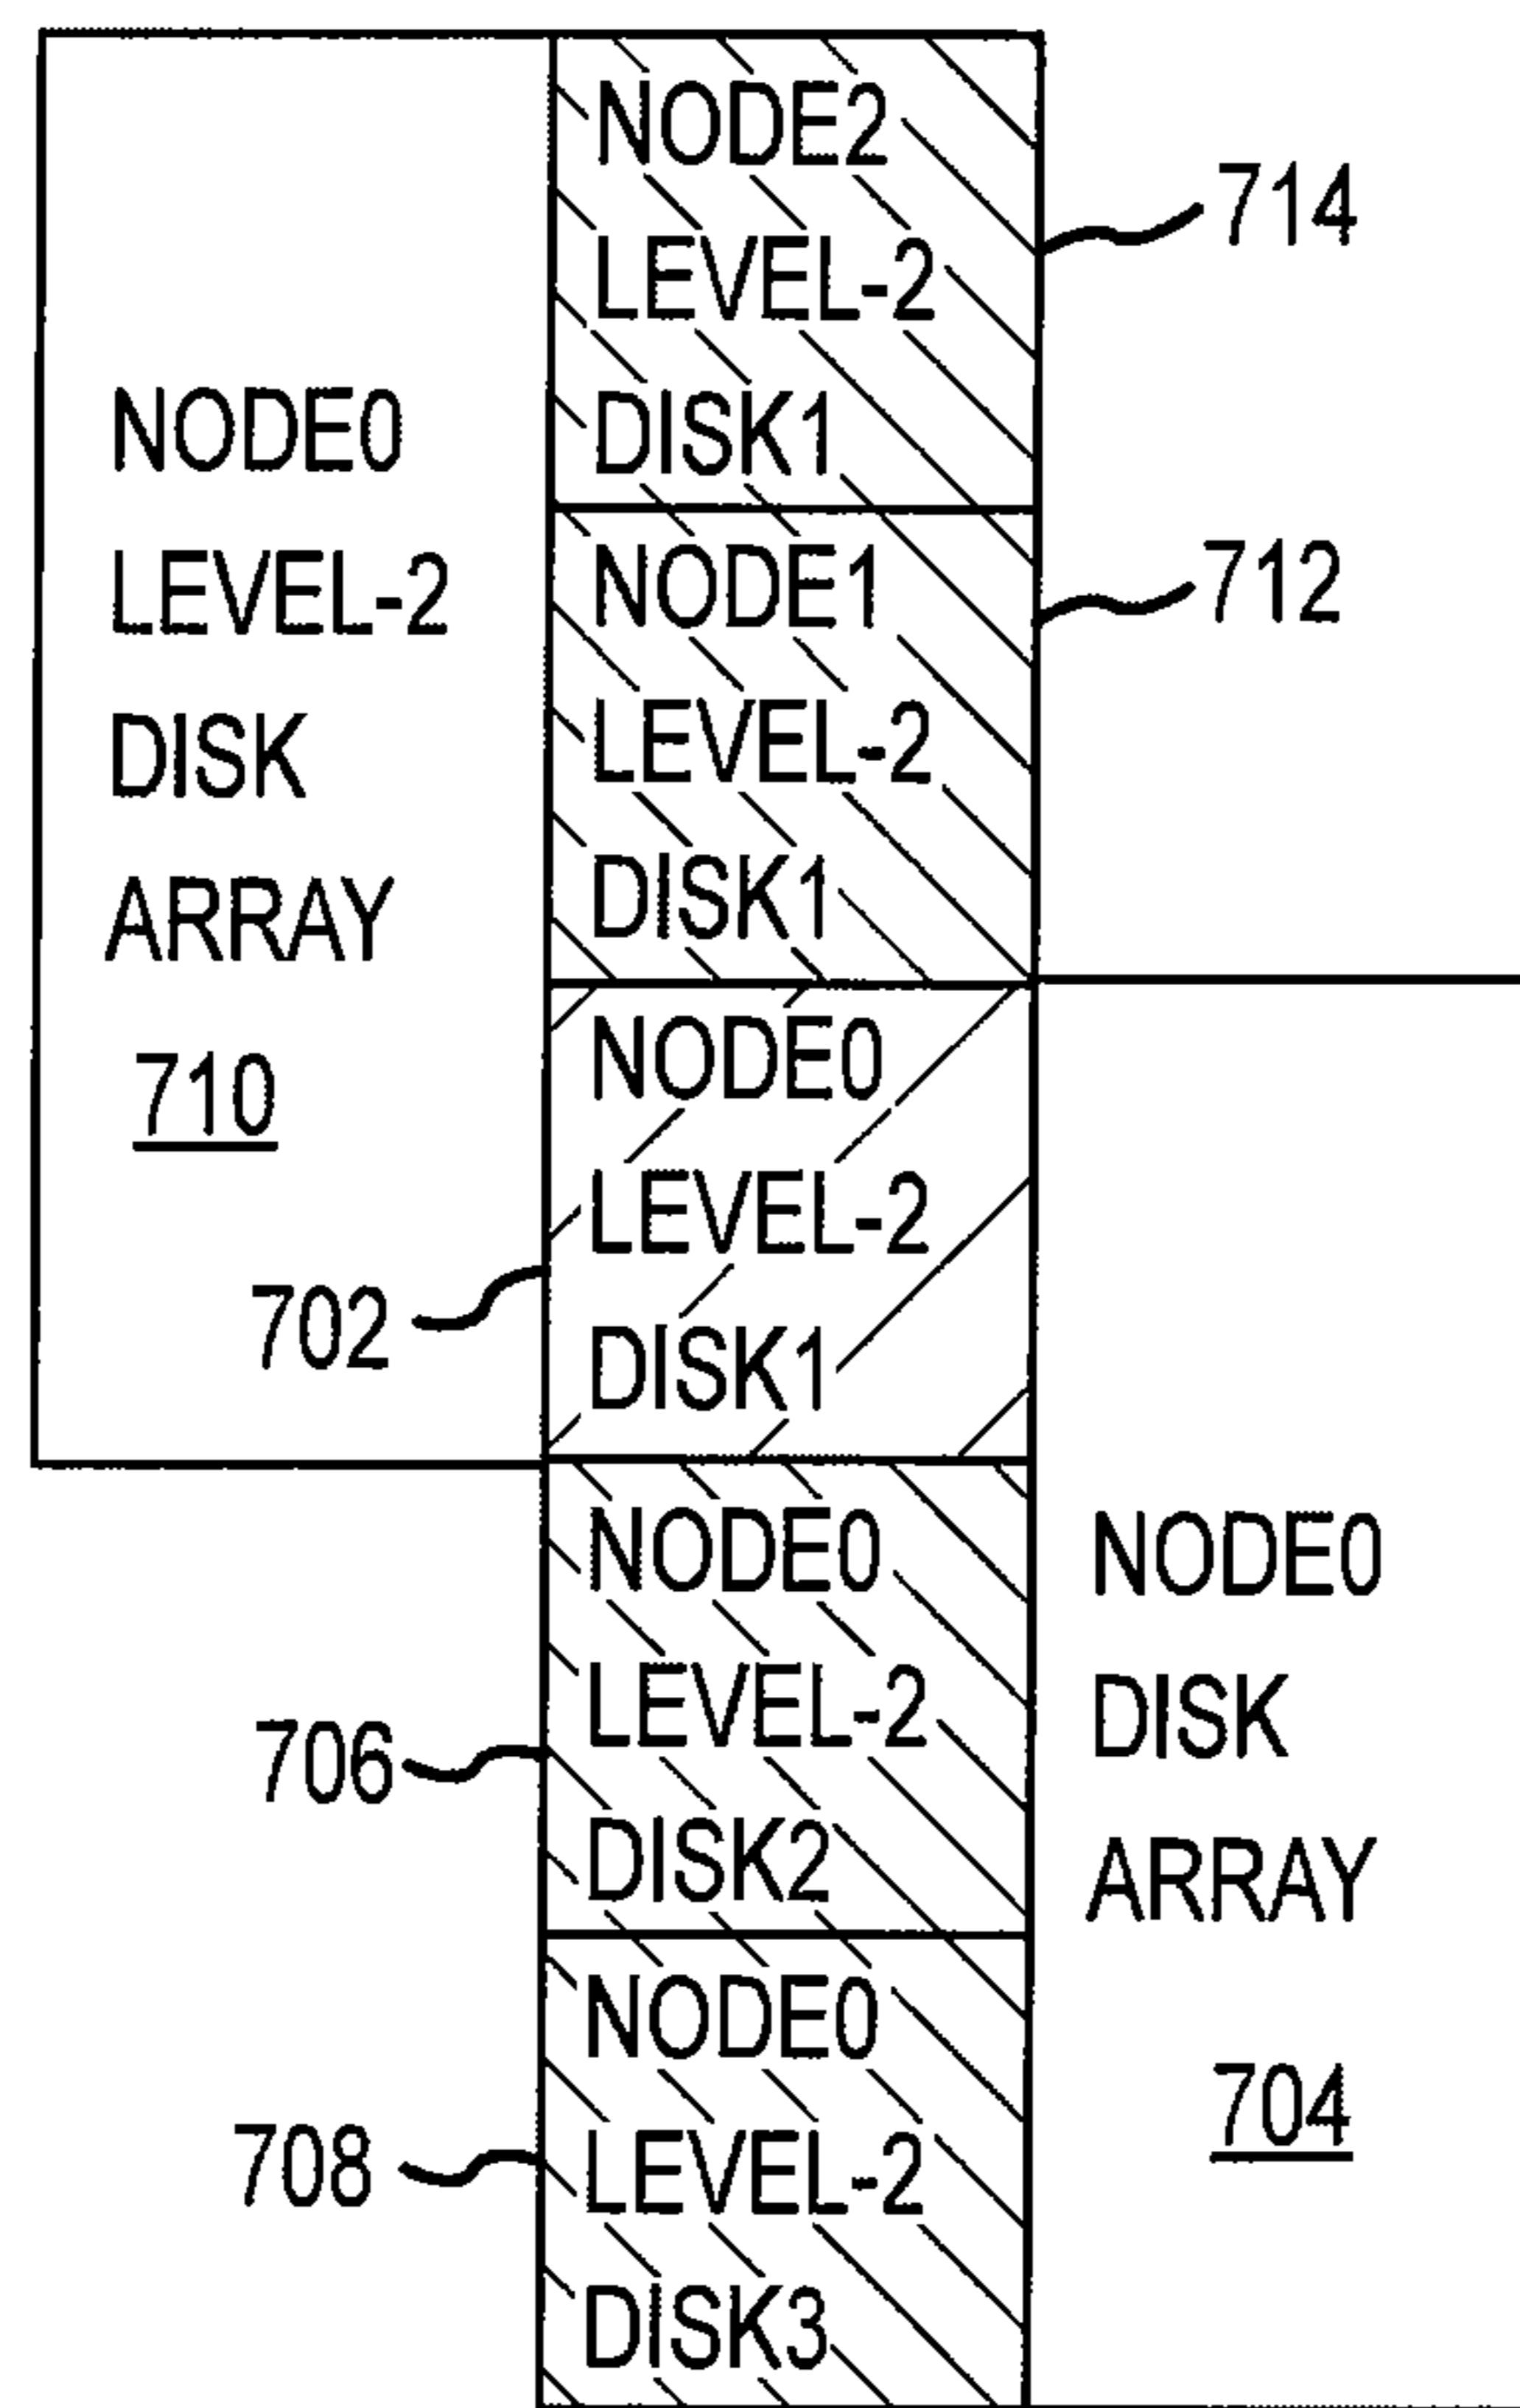 NODE2
LEVEL-2
DISK1
714
NODE1
LEVEL-2
DISK1
712
NODE0
LEVEL-2
DISK
ARRAY
710
NODE0
LEVEL-2
DISK1
702
NODE0
LEVEL-2
DISK2
706
NODE0
DISK
ARRAY
704
NODE0
LEVEL-2
DISK3
708